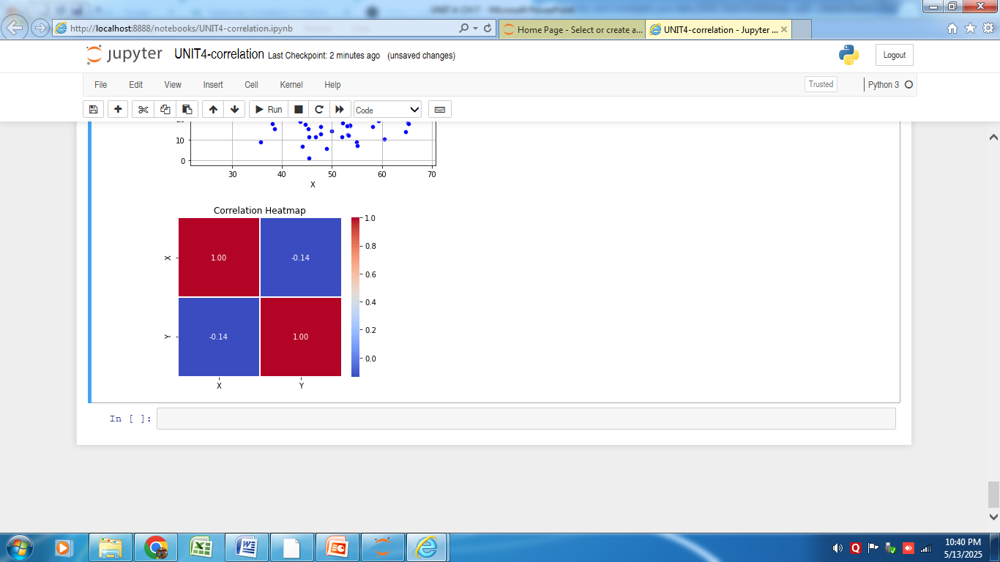 http://localhost:8888/notebooks/UNIT4-correlation.ipynb
Home Page - Select or create a...
UNIT4-correlation - Jupyter ...
jupyter UNIT4-correlation Last Checkpoint: 2 minutes ago (unsaved changes)
Logout
File Edit View Insert Cell Kernel Help
Trusted
Python 3
Run
Code
10
0
30 40 50 60 70
X
Correlation Heatmap
1.0
0.8
X 1.00 -0.14
0.6
0.4
0.2
Y -0.14 1.00
0.0
X Y
In [ ]:
10:40 PM
5/13/2025